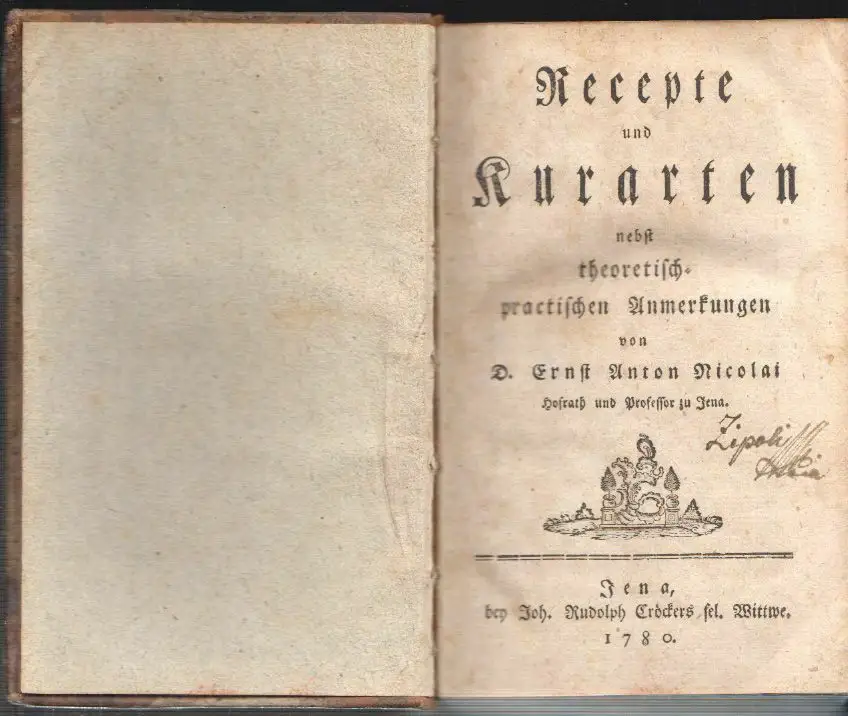 Recepte
und
Kurarten
nebst
theoretisch-
practischen Anmerkungen
von
D. Ernst Anton Nicolai
Hofrath und Professor zu Jena.
Zipoli
Jena,
bey Joh. Rudolph Cröckers sel. Wittwe.
1780.